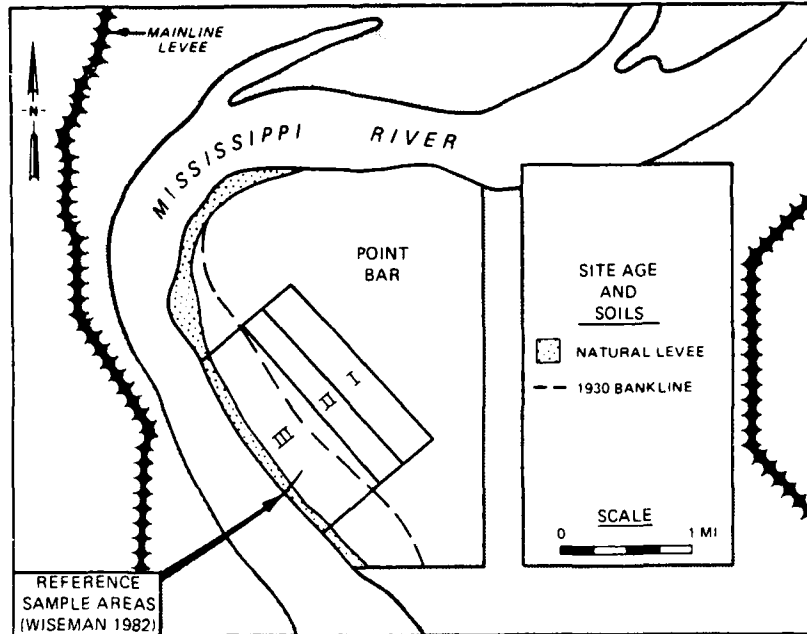 MAINLINE
LEVEE
-N-
MISSISSIPPI RIVER
POINT
BAR
I
II
III
SITE AGE
AND
SOILS
NATURAL LEVEE
1930 BANKLINE
SCALE
0 1 MI
REFERENCE
SAMPLE AREAS
(WISEMAN 1982)